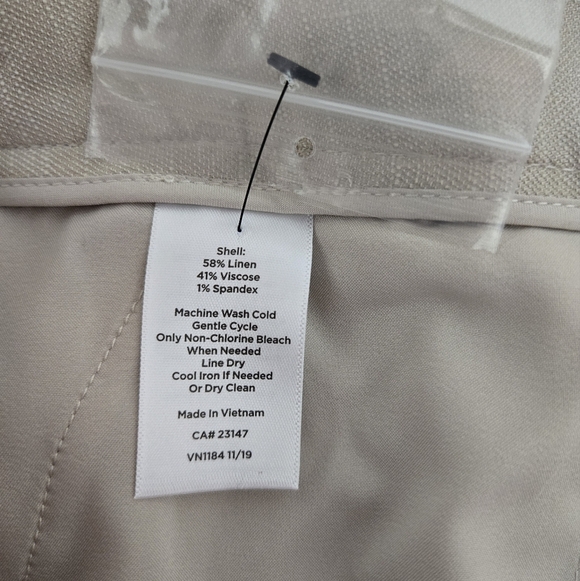 Shell:
58% Linen
41% Viscose
1% Spandex
Machine Wash Cold
Gentle Cycle
Only Non-Chlorine Bleach
When Needed
Line Dry
Cool Iron If Needed
Or Dry Clean
Made In Vietnam
CA# 23147
VN1184 11/19